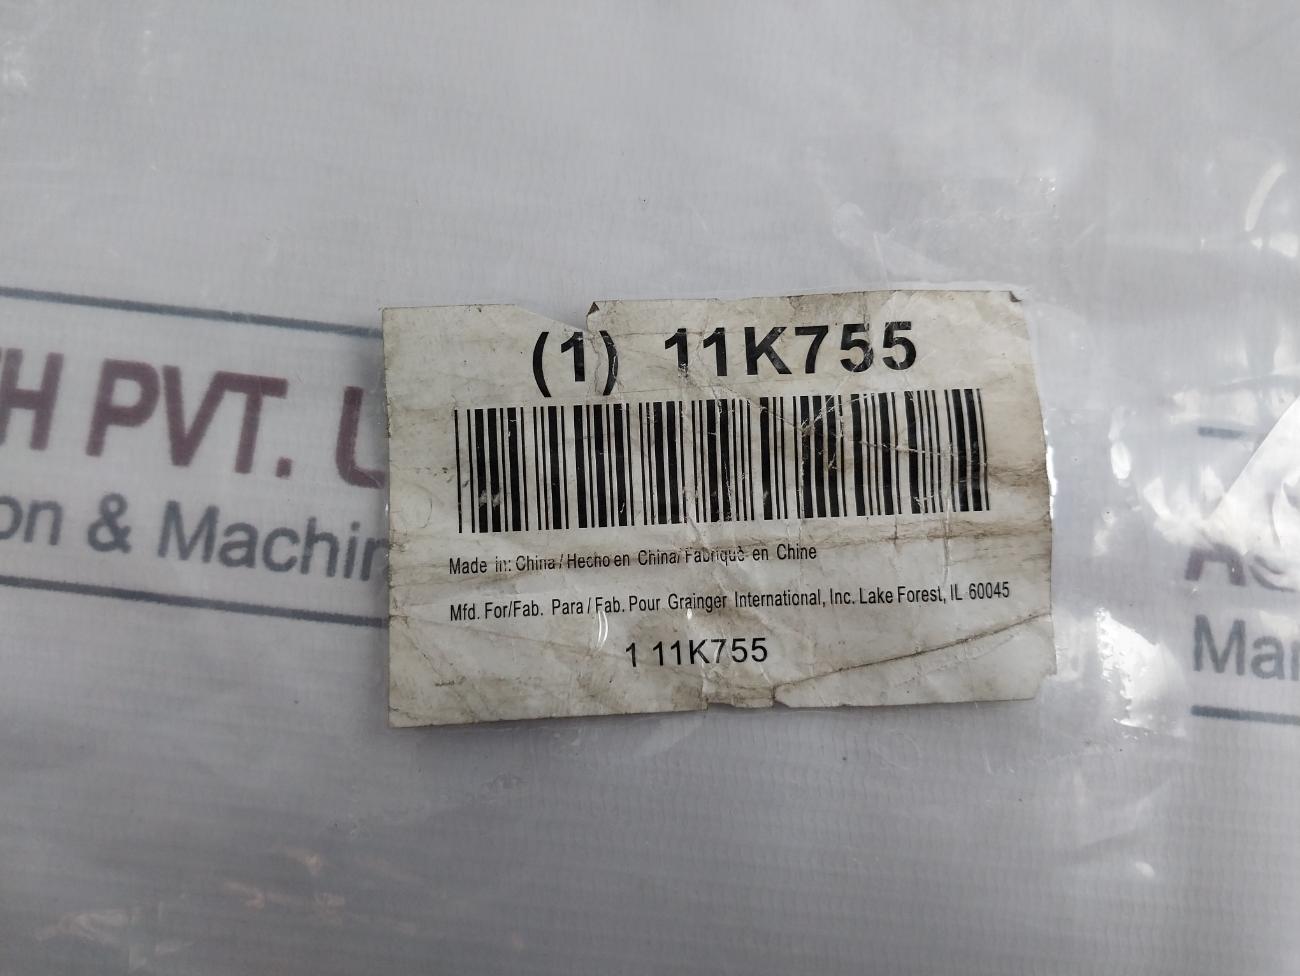 (1) 11K755
Made in: China / Hecho en China / Fabriqué en Chine
Mfd. For/Fab. Para / Fab. Pour Grainger International, Inc. Lake Forest, IL 60045
1 11K755
H PVT.
on & Machin
Mar